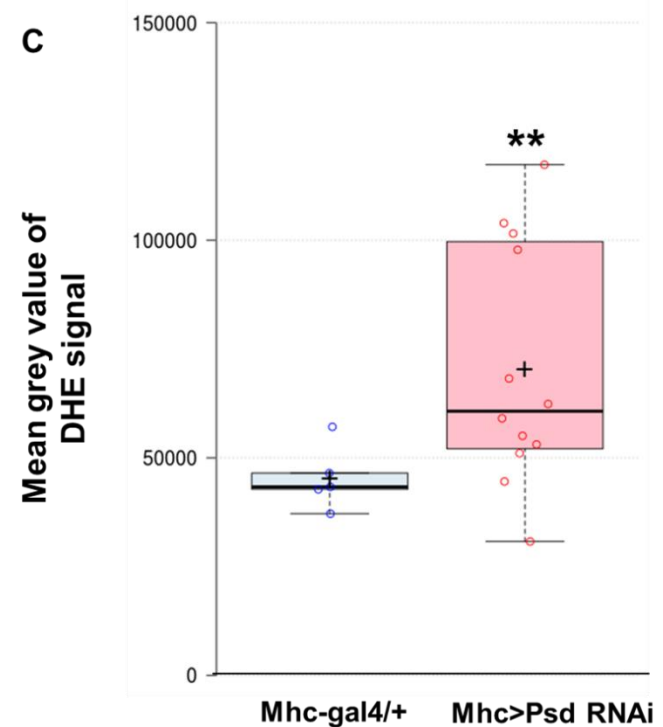 C
Mean grey value of
DHE signal
150000
100000
50000
0
**
Mhc-gal4/+
Mhc>Psd RNAi